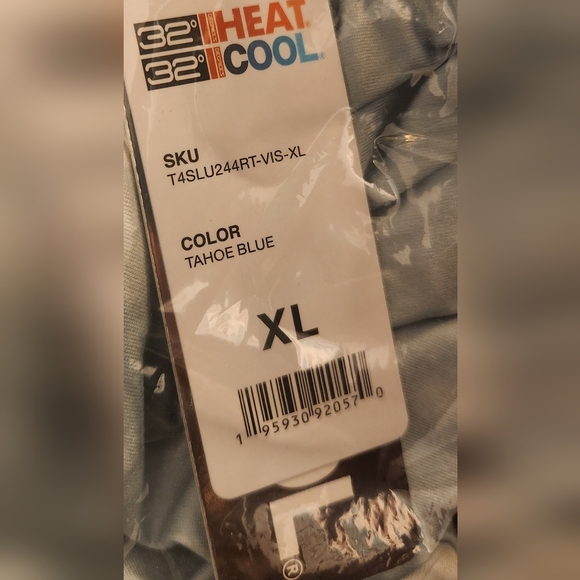 32° HEAT
32° COOL
SKU
T4SLU244RT-VIS-XL
COLOR
TAHOE BLUE
XL
1 95930 92057 0
®